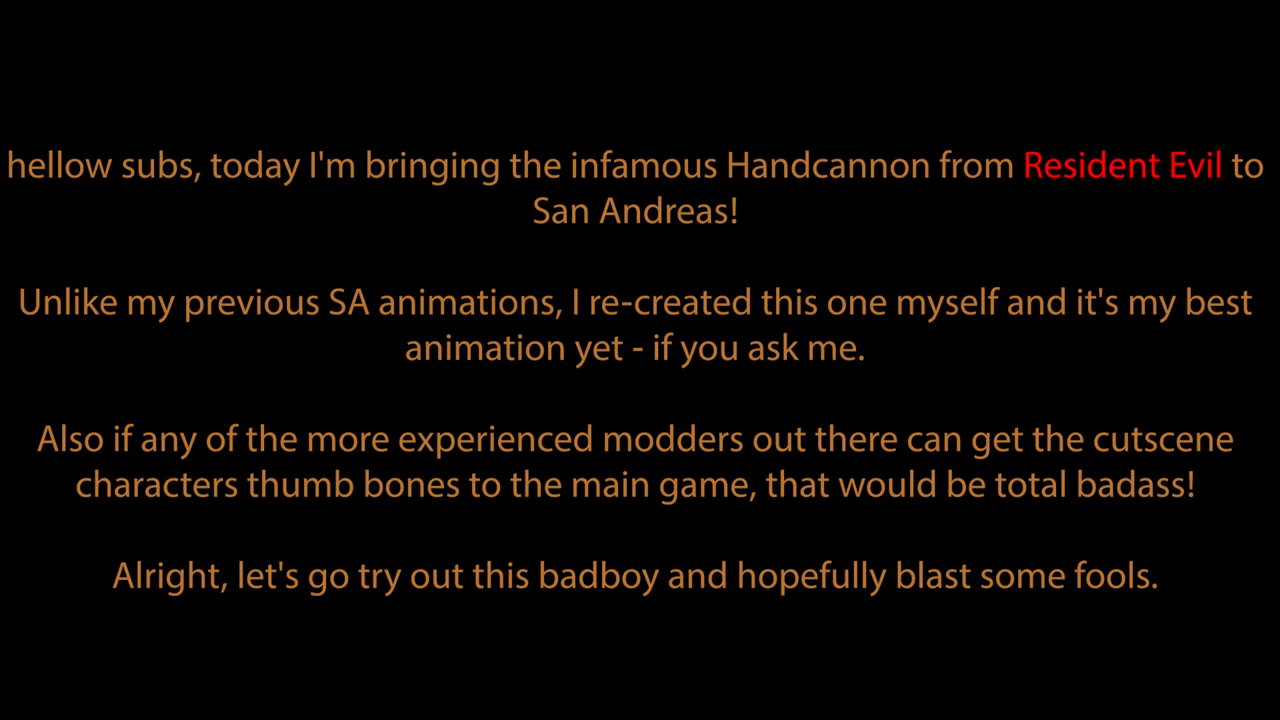 hellow subs, today I'm bringing the infamous Handcannon from Resident Evil to
San Andreas!
Unlike my previous SA animations, I re-created this one myself and it's my best
animation yet - if you ask me.
Also if any of the more experienced modders out there can get the cutscene
characters thumb bones to the main game, that would be total badass!
Alright, let's go try out this badboy and hopefully blast some fools.